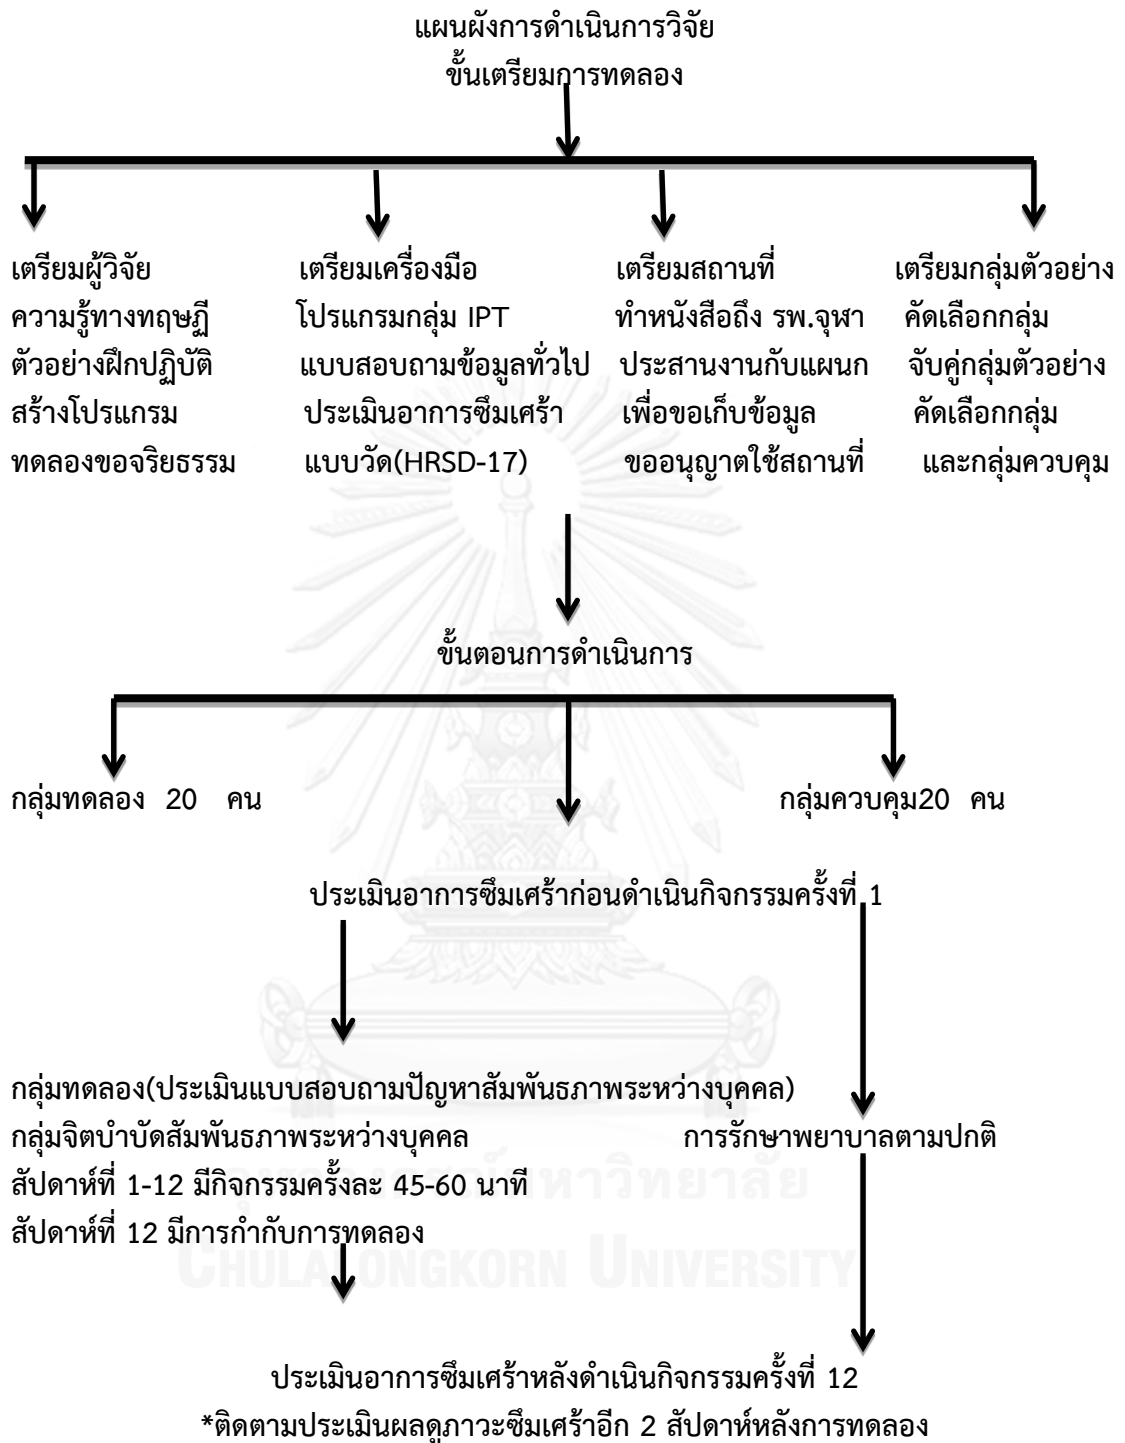 แผนผังการดำเนินการวิจัย
ขั้นเตรียมการทดลอง
เตรียมผู้วิจัย เตรียมเครื่องมือ เตรียมสถานที่ เตรียมกลุ่มตัวอย่าง
ความรู้ทางทฤษฏี โปรแกรมกลุ่ม IPT ทำหนังสือถึง รพ.จุฬา คัดเลือกกลุ่ม
ตัวอย่างฝึกปฏิบัติ แบบสอบถามข้อมูลทั่วไป ประสานงานกับแผนก จับคู่กลุ่มตัวอย่าง
สร้างโปรแกรม ประเมินอาการซึมเศร้า เพื่อขอเก็บข้อมูล คัดเลือกกลุ่ม
ทดลองขอจริยธรรม แบบวัด(HRSD-17) ขออนุญาตใช้สถานที่ และกลุ่มควบคุม
ขั้นตอนการดำเนินการ
กลุ่มทดลอง 20 คน กลุ่มควบคุม20 คน
ประเมินอาการซึมเศร้าก่อนดำเนินกิจกรรมครั้งที่ 1
กลุ่มทดลอง(ประเมินแบบสอบถามปัญหาสัมพันธภาพระหว่างบุคคล)
กลุ่มจิตบำบัดสัมพันธภาพระหว่างบุคคล การรักษาพยาบาลตามปกติ
สัปดาห์ที่ 1-12 มีกิจกรรมครั้งละ 45-60 นาที
จุฬาลงกรณ์มหาวิทยาลัย
สัปดาห์ที่ 12 มีการกำกับการทดลอง
CHULALONGKORN UNIVERSITY
ประเมินอาการซึมเศร้าหลังดำเนินกิจกรรมครั้งที่ 12
*ติดตามประเมินผลดูภาวะซึมเศร้าอีก 2 สัปดาห์หลังการทดลอง